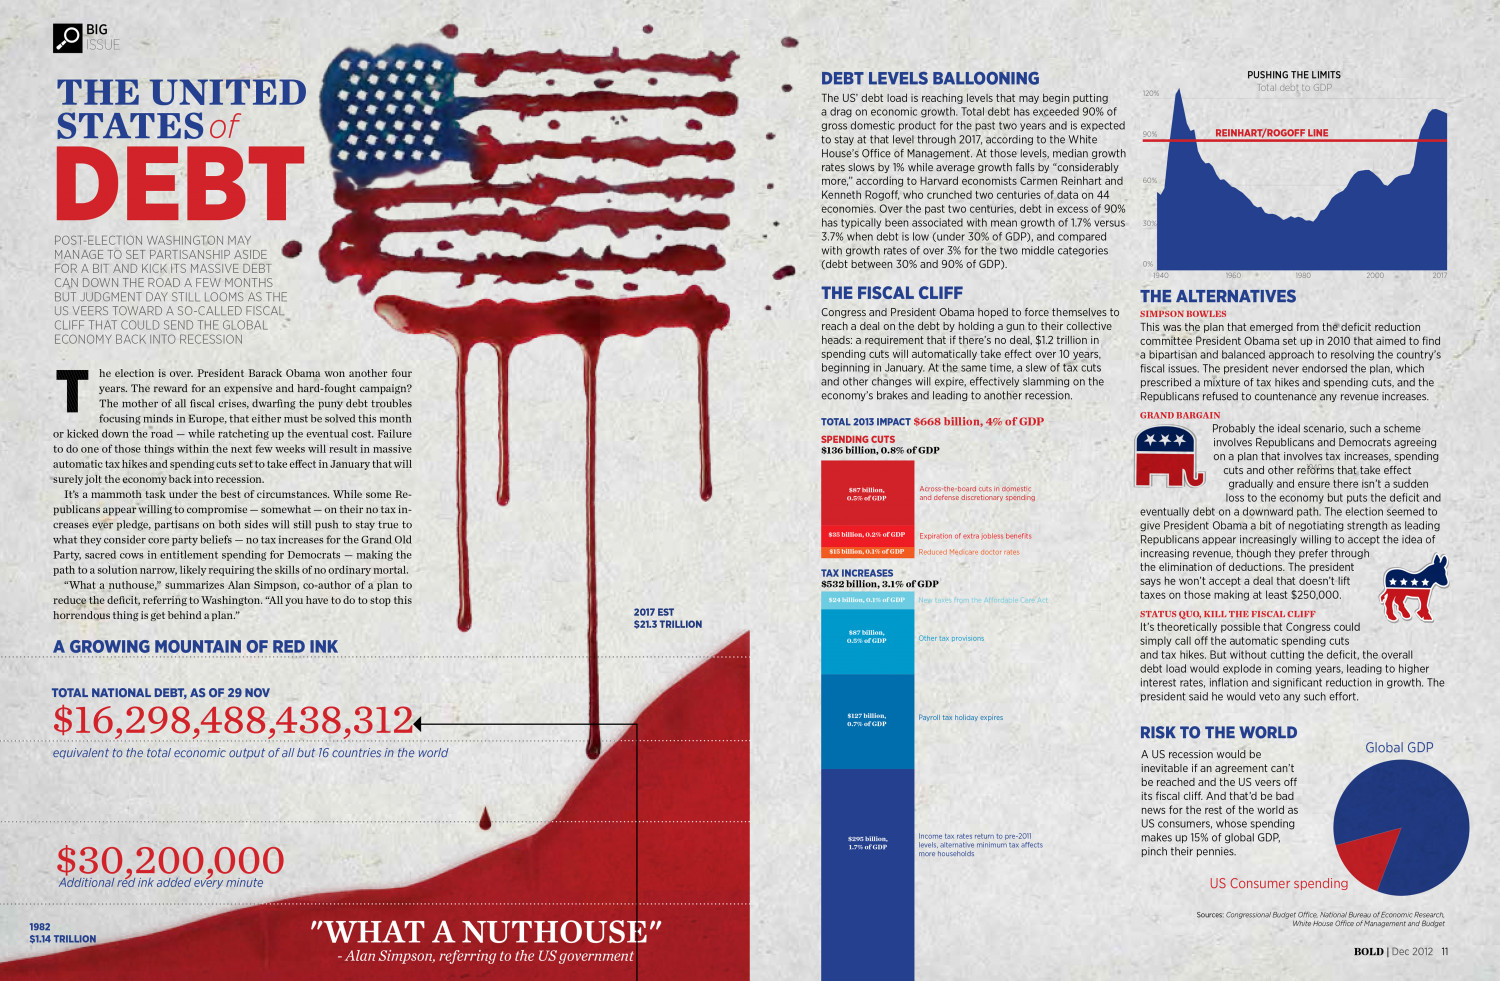 BIG
ISSUE
THE UNITED
STATES of
DEBT
POST-ELECTION WASHINGTON MAY
MANAGE TO SET PARTISANSHIP ASIDE
FOR A BIT AND KICK ITS MASSIVE DEBT
CAN DOWN THE ROAD A FEW MONTHS
BUT JUDGMENT DAY STILL LOOMS AS THE
US VEERS TOWARD A SO-CALLED FISCAL
CLIFF THAT COULD SEND THE GLOBAL
ECONOMY BACK INTO RECESSION
The election is over. President Barack Obama won another four
years. The reward for an expensive and hard-fought campaign?
The mother of all fiscal crises, dwarfing the puny debt troubles
focusing minds in Europe, that either must be solved this month
or kicked down the road — while ratcheting up the eventual cost. Failure
to do one of those things within the next few weeks will result in massive
automatic tax hikes and spending cuts set to take effect in January that will
surely jolt the economy back into recession.
It's a mammoth task under the best of circumstances. While some Re-
publicans appear willing to compromise — somewhat — on their no tax in-
creases ever pledge, partisans on both sides will still push to stay true to
what they consider core party beliefs — no tax increases for the Grand Old
Party, sacred cows in entitlement spending for Democrats — making the
path to a solution narrow, likely requiring the skills of no ordinary mortal.
"What a nuthouse," summarizes Alan Simpson, co-author of a plan to
reduce the deficit, referring to Washington. "All you have to do to stop this
horrendous thing is get behind a plan."
A GROWING MOUNTAIN OF RED INK
2017 EST
$21.3 TRILLION
TOTAL NATIONAL DEBT, AS OF 29 NOV
$16,298,488,438,312
equivalent to the total economic output of all but 16 countries in the world
$30,200,000
Additional red ink added every minute
1982
$1.14 TRILLION
"WHAT A NUTHOUSE"
- Alan Simpson, referring to the US government
DEBT LEVELS BALLOONING
The US' debt load is reaching levels that may begin putting
a drag on economic growth. Total debt has exceeded 90% of
gross domestic product for the past two years and is expected
to stay at that level through 2017, according to the White
House's Office of Management. At those levels, median growth
rates slows by 1% while average growth falls by "considerably
more," according to Harvard economists Carmen Reinhart and
Kenneth Rogoff, who crunched two centuries of data on 44
economies. Over the past two centuries, debt in excess of 90%
has typically been associated with mean growth of 1.7% versus
3.7% when debt is low (under 30% of GDP), and compared
with growth rates of over 3% for the two middle categories
(debt between 30% and 90% of GDP).
THE FISCAL CLIFF
Congress and President Obama hoped to force themselves to
reach a deal on the debt by holding a gun to their collective
heads: a requirement that if there's no deal, $1.2 trillion in
spending cuts will automatically take effect over 10 years,
beginning in January. At the same time, a slew of tax cuts
and other changes will expire, effectively slamming on the
economy's brakes and leading to another recession.
TOTAL 2013 IMPACT $668 billion, 4% of GDP
SPENDING CUTS
$136 billion, 0.8% of GDP
$87 billion,
0.5% of GDP
Across-the-board cuts in domestic
and defense discretionary spending
$35 billion, 0.2% of GDP
Expiration of extra jobless benefits
$15 billion, 0.1% of GDP
Reduced Medicare doctor rates
TAX INCREASES
$532 billion, 3.1% of GDP
$24 billion, 0.1% of GDP
New taxes from the Affordable Care Act
$87 billion,
0.5% of GDP
Other tax provisions
$127 billion,
0.7% of GDP
Payroll tax holiday expires
$295 billion,
1.7% of GDP
Income tax rates return to pre-2011
levels, alternative minimum tax affects
more households
PUSHING THE LIMITS
Total debt to GDP
120%
90%
REINHART/ROGOFF LINE
60%
30%
0%
1940
1960
1980
2000
2017
THE ALTERNATIVES
SIMPSON BOWLES
This was the plan that emerged from the deficit reduction
committee President Obama set up in 2010 that aimed to find
a bipartisan and balanced approach to resolving the country's
fiscal issues. The president never endorsed the plan, which
prescribed a mixture of tax hikes and spending cuts, and the
Republicans refused to countenance any revenue increases.
GRAND BARGAIN
Probably the ideal scenario, such a scheme
involves Republicans and Democrats agreeing
on a plan that involves tax increases, spending
cuts and other reforms that take effect
gradually and ensure there isn't a sudden
loss to the economy but puts the deficit and
eventually debt on a downward path. The election seemed to
give President Obama a bit of negotiating strength as leading
Republicans appear increasingly willing to accept the idea of
increasing revenue, though they prefer through
the elimination of deductions. The president
says he won't accept a deal that doesn't lift
taxes on those making at least $250,000.
STATUS QUO, KILL THE FISCAL CLIFF
It's theoretically possible that Congress could
simply call off the automatic spending cuts
and tax hikes. But without cutting the deficit, the overall
debt load would explode in coming years, leading to higher
interest rates, inflation and significant reduction in growth. The
president said he would veto any such effort.
RISK TO THE WORLD
A US recession would be
inevitable if an agreement can't
be reached and the US veers off
its fiscal cliff. And that'd be bad
news for the rest of the world as
US consumers, whose spending
makes up 15% of global GDP,
pinch their pennies.
Global GDP
US Consumer spending
Sources: Congressional Budget Office, National Bureau of Economic Research,
White House Office of Management and Budget
BOLD | Dec 2012 11